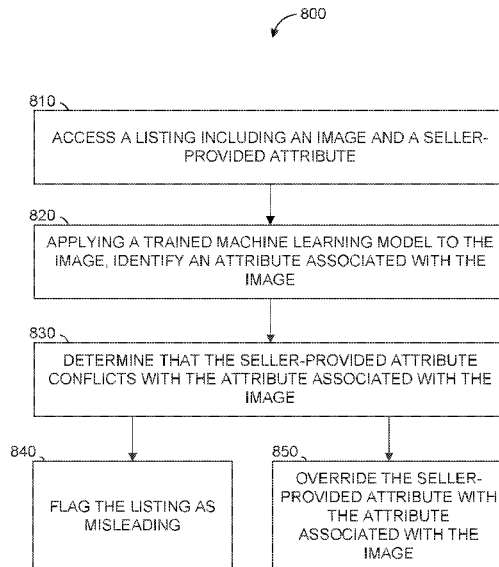 800
810
ACCESS A LISTING INCLUDING AN IMAGE AND A SELLER-
PROVIDED ATTRIBUTE
820
APPLYING A TRAINED MACHINE LEARNING MODEL TO THE
IMAGE, IDENTIFY AN ATTRIBUTE ASSOCIATED WITH THE
IMAGE
830
DETERMINE THAT THE SELLER-PROVIDED ATTRIBUTE
CONFLICTS WITH THE ATTRIBUTE ASSOCIATED WITH THE
IMAGE
840
FLAG THE LISTING AS
MISLEADING
850
OVERRIDE THE SELLER-
PROVIDED ATTRIBUTE WITH
THE ATTRIBUTE
ASSOCIATED WITH THE
IMAGE